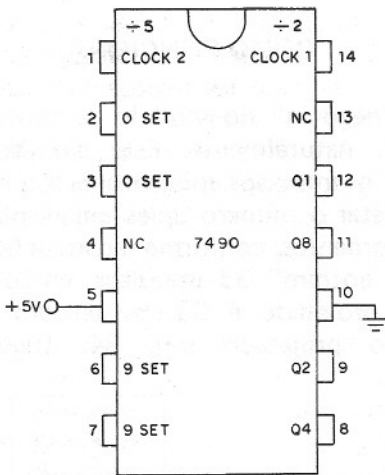 ÷5 ÷2
1 CLOCK 2 CLOCK 1 14
2 0 SET NC 13
3 0 SET Q1 12
4 NC 7490 Q8 11
+5V 5 10
6 9 SET Q2 9
7 9 SET Q4 8